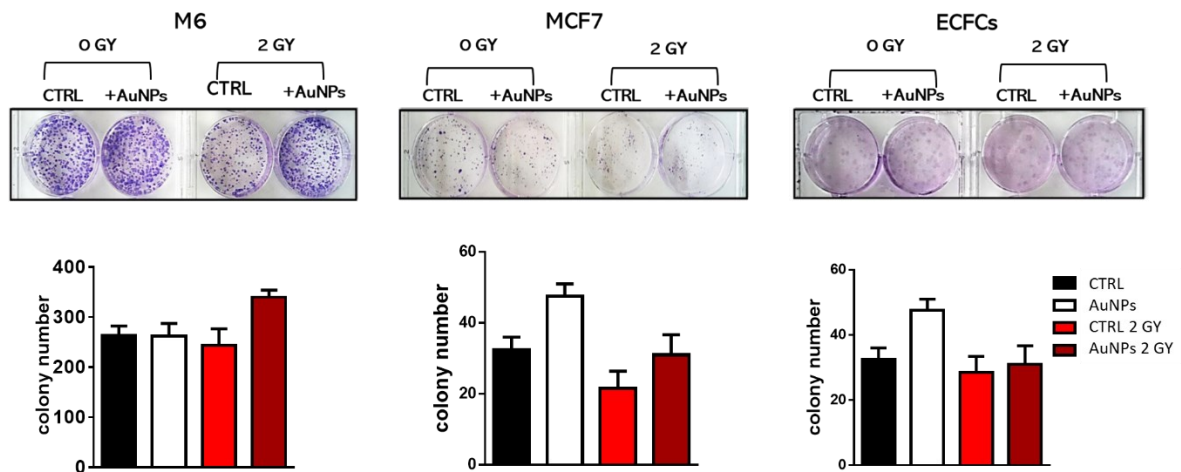 M6
0 GY 2 GY
CTRL +AuNPs CTRL +AuNPs
MCF7
0 GY 2 GY
CTRL +AuNPs CTRL +AuNPs
ECFCs
0 GY 2 GY
CTRL +AuNPs CTRL +AuNPs
colony number
400
300
200
100
0
colony number
60
40
20
0
colony number
60
40
20
0
CTRL
AuNPs
CTRL 2 GY
AuNPs 2 GY